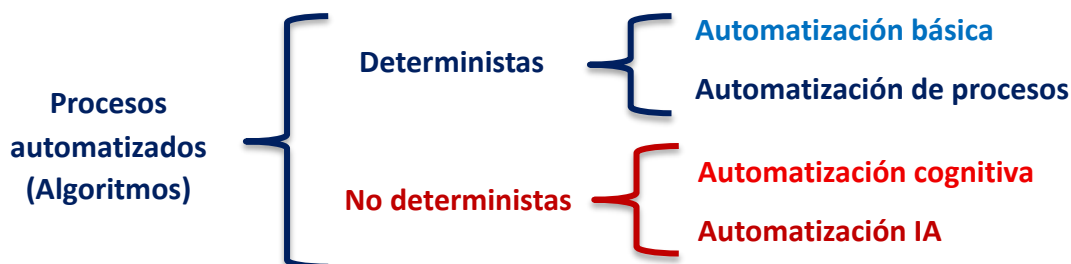 Procesos
automatizados
(Algoritmos)
Deterministas
Automatización básica
Automatización de procesos
No deterministas
Automatización cognitiva
Automatización IA